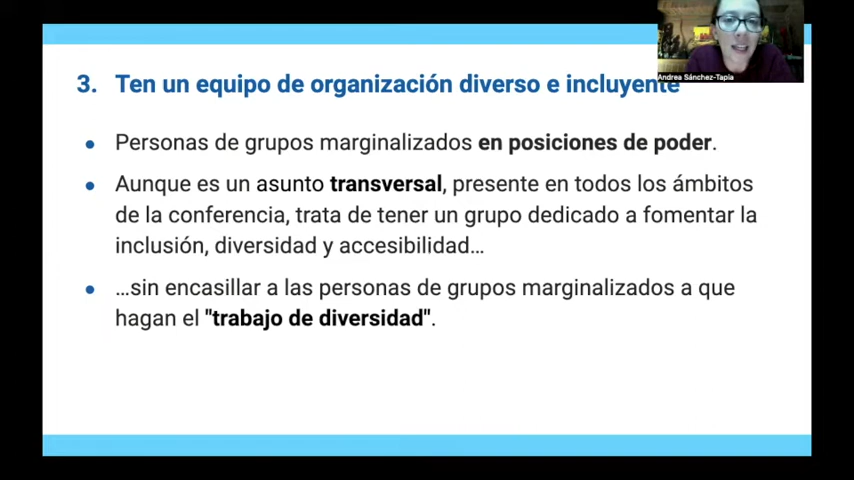 Andrea Sánchez-Tapia
3. Ten un equipo de organización diverso e incluyente
● Personas de grupos marginalizados en posiciones de poder.
● Aunque es un asunto transversal, presente en todos los ámbitos
de la conferencia, trata de tener un grupo dedicado a fomentar la
inclusión, diversidad y accesibilidad…
● …sin encasillar a las personas de grupos marginalizados a que
hagan el "trabajo de diversidad".